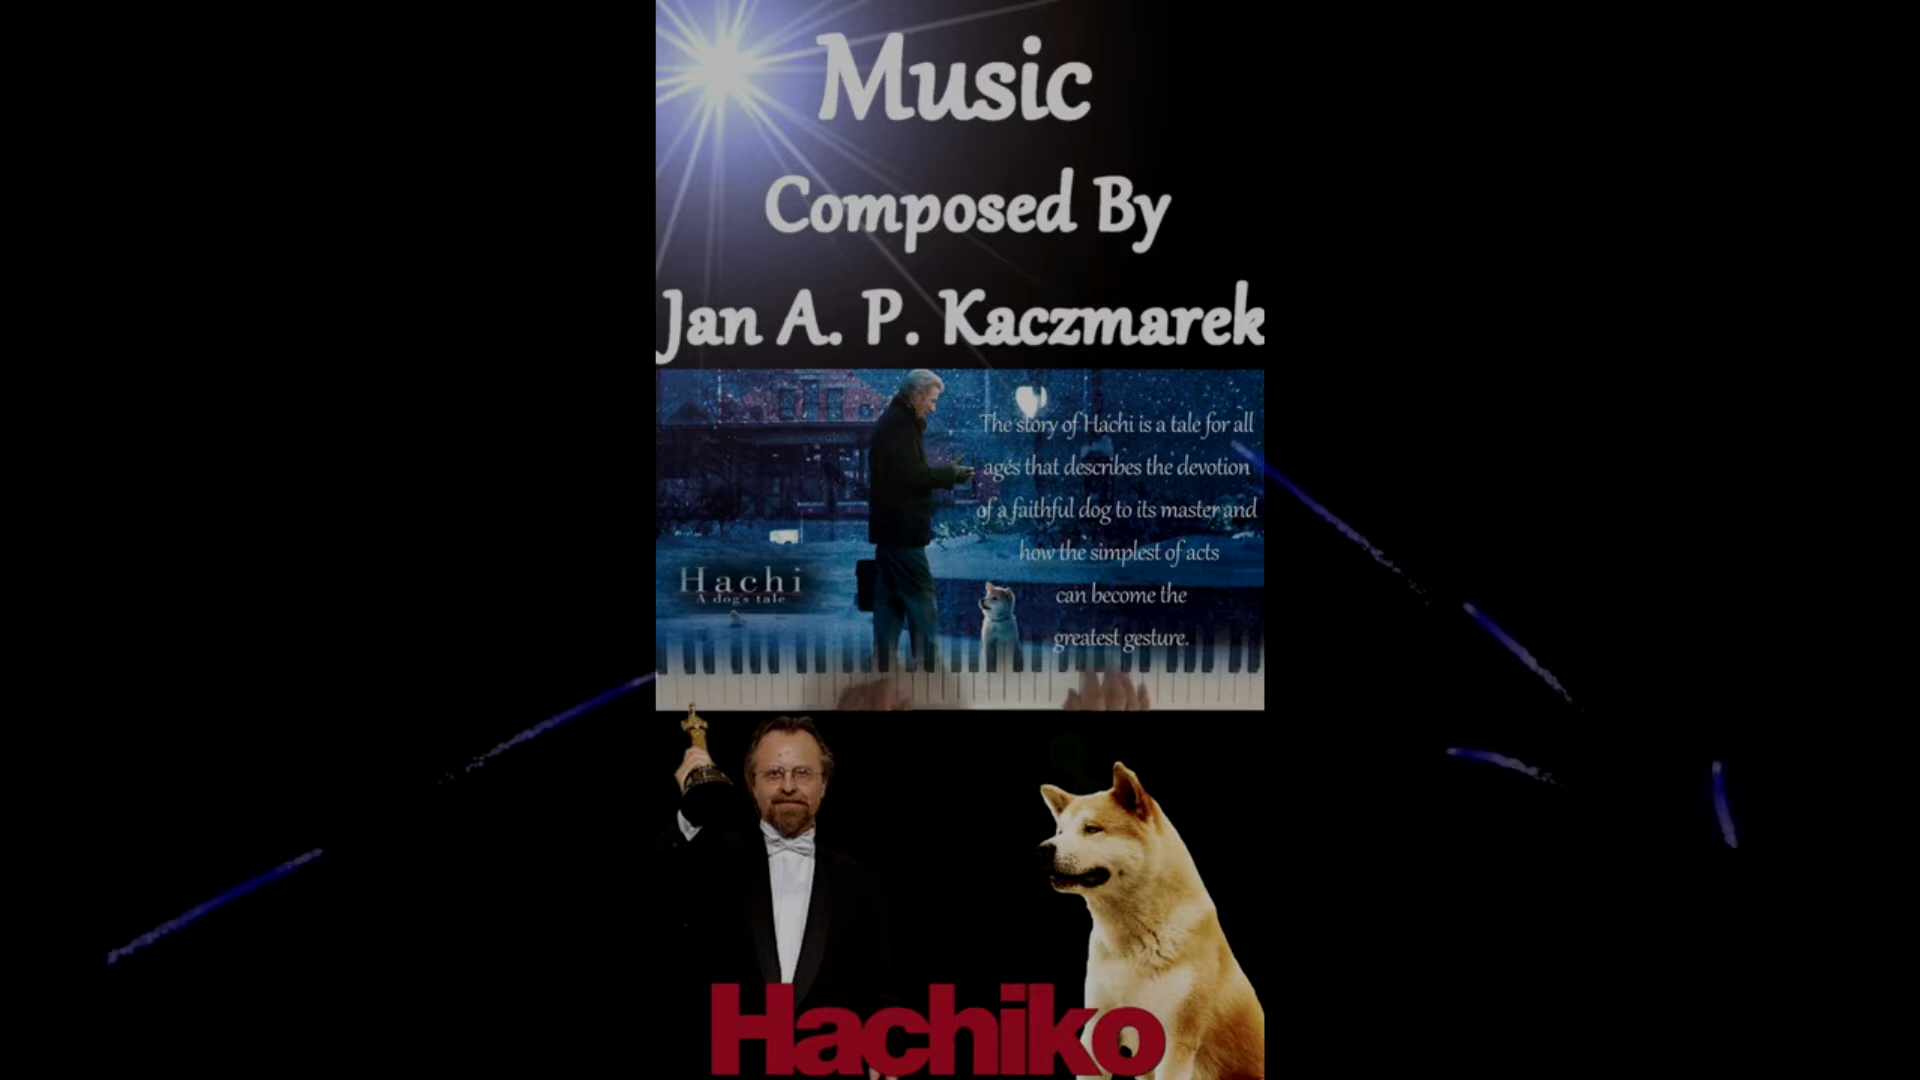 Music
Composed By
Jan A. P. Kaczmarek
The story of Hachi is a tale for all
ages that describes the devotion
of a faithful dog to its master and
how the simplest of acts
can become the
greatest gesture.
Hachi
A dog's tale
Hachiko